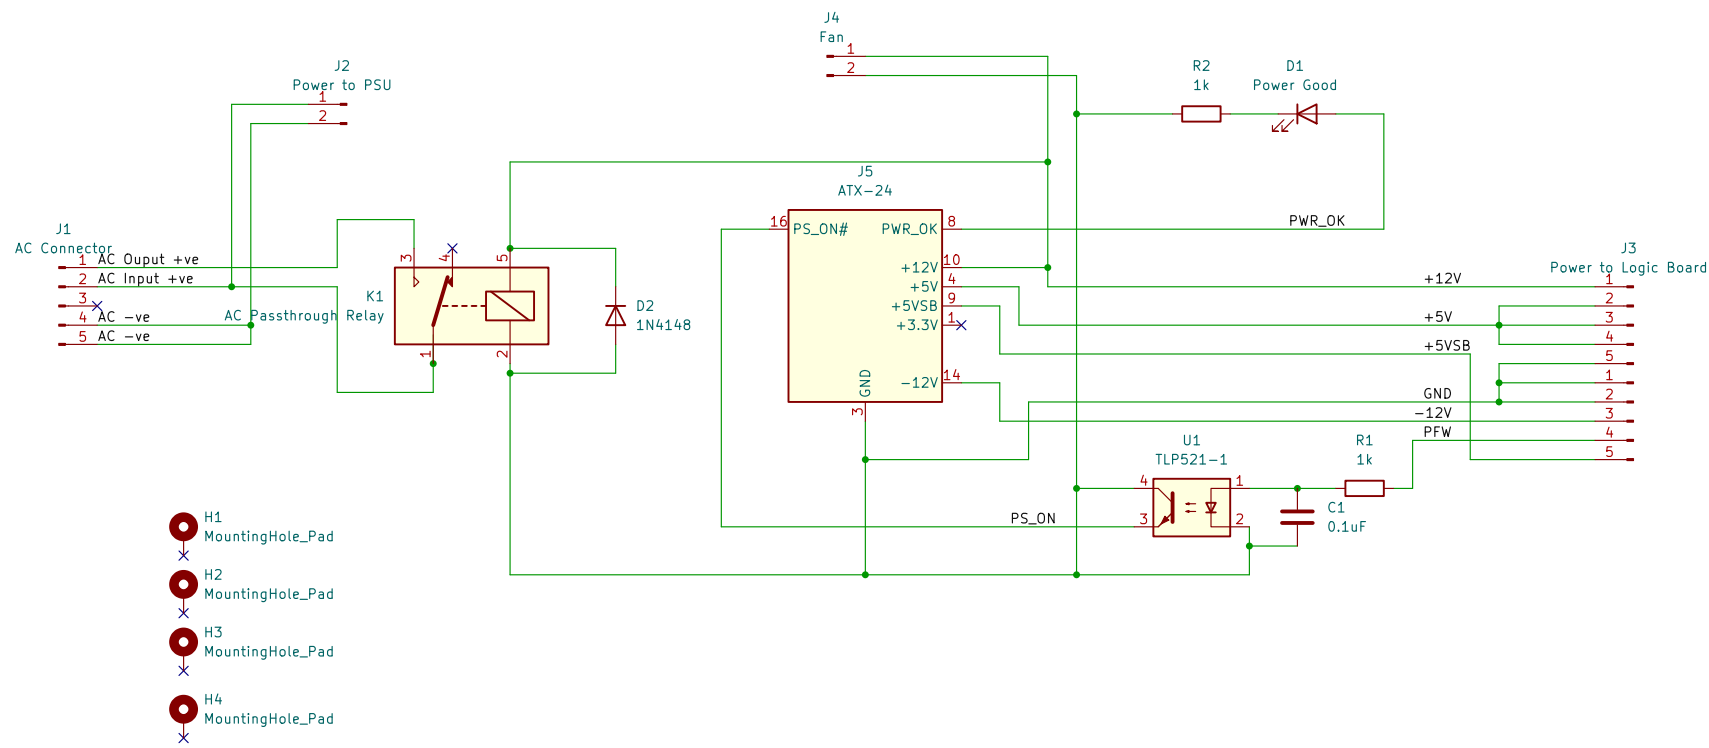 J4
Fan
1
2
J2
Power to PSU
1
2
R2
1k
D1
Power Good
J5
ATX-24
16
PS_ON#
PWR_OK
8
PWR_OK
+12V
10
+5V
4
+5VSB
9
+3.3V
1
-12V
14
GND
3
J1
AC Connector
1
AC Ouput +ve
2
AC Input +ve
3
4
AC -ve
5
AC -ve
K1
AC Passthrough Relay
3
4
5
1
2
D2
1N4148
J3
Power to Logic Board
+12V
1
2
+5V
3
4
+5VSB
5
1
GND
2
-12V
3
PFW
4
5
U1
TLP521-1
4
3
1
2
R1
1k
C1
0.1uF
PS_ON
H1
MountingHole_Pad
H2
MountingHole_Pad
H3
MountingHole_Pad
H4
MountingHole_Pad